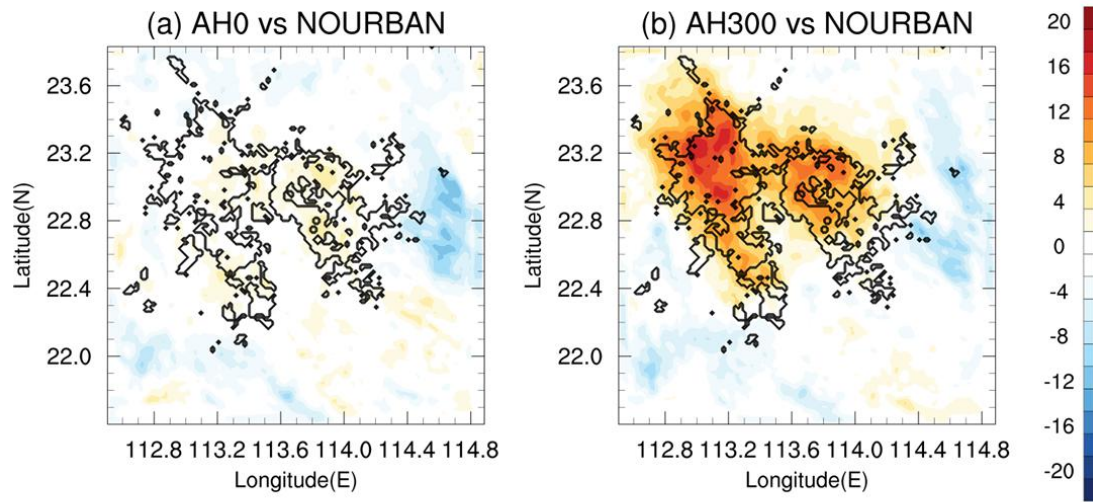 (a) AH0 vs NOURBAN
(b) AH300 vs NOURBAN
Latitude(N)
23.6
23.2
22.8
22.4
22.0
112.8 113.2 113.6 114.0 114.4 114.8
Longitude(E)
Latitude(N)
23.6
23.2
22.8
22.4
22.0
112.8 113.2 113.6 114.0 114.4 114.8
Longitude(E)
20
16
12
8
4
0
-4
-8
-12
-16
-20